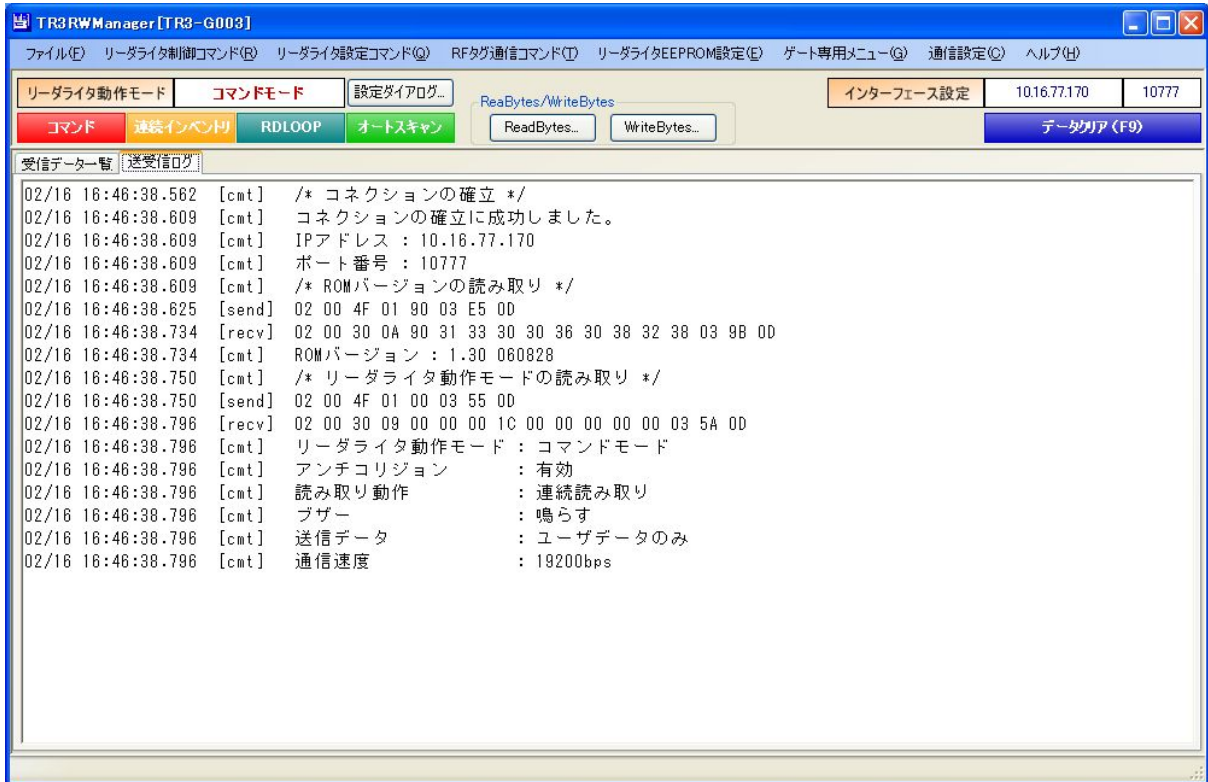 TR3RWManager[TR3-G003]
ファイル(F) リーダライタ制御コマンド(R) リーダライタ設定コマンド(Q) RFタグ通信コマンド(T) リーダライタEEPROM設定(E) ゲート専用メニュー(G) 通信設定(C) ヘルプ(H)
リーダライタ動作モード コマンドモード 設定ダイアログ... ReaBytes/WriteBytes インターフェース設定 10.16.77.170 10777
コマンド 連続インベントリ RDLOOP オートスキャン ReadBytes... WriteBytes... データクリア(F9)
受信データ一覧 送受信ログ
02/16 16:46:38.562 [cmt] /* コネクションの確立 */
02/16 16:46:38.609 [cmt] コネクションの確立に成功しました。
02/16 16:46:38.609 [cmt] IPアドレス : 10.16.77.170
02/16 16:46:38.609 [cmt] ポート番号 : 10777
02/16 16:46:38.609 [cmt] /* ROMバージョンの読み取り */
02/16 16:46:38.625 [send] 02 00 4F 01 90 03 E5 0D
02/16 16:46:38.734 [recv] 02 00 30 0A 90 31 33 30 30 36 30 38 32 38 03 9B 0D
02/16 16:46:38.734 [cmt] ROMバージョン : 1.30 060828
02/16 16:46:38.750 [cmt] /* リーダライタ動作モードの読み取り */
02/16 16:46:38.750 [send] 02 00 4F 01 00 03 55 0D
02/16 16:46:38.796 [recv] 02 00 30 09 00 00 00 1C 00 00 00 00 00 03 5A 0D
02/16 16:46:38.796 [cmt] リーダライタ動作モード : コマンドモード
02/16 16:46:38.796 [cmt] アンチコリジョン : 有効
02/16 16:46:38.796 [cmt] 読み取り動作 : 連続読み取り
02/16 16:46:38.796 [cmt] ブザー : 鳴らす
02/16 16:46:38.796 [cmt] 送信データ : ユーザデータのみ
02/16 16:46:38.796 [cmt] 通信速度 : 19200bps